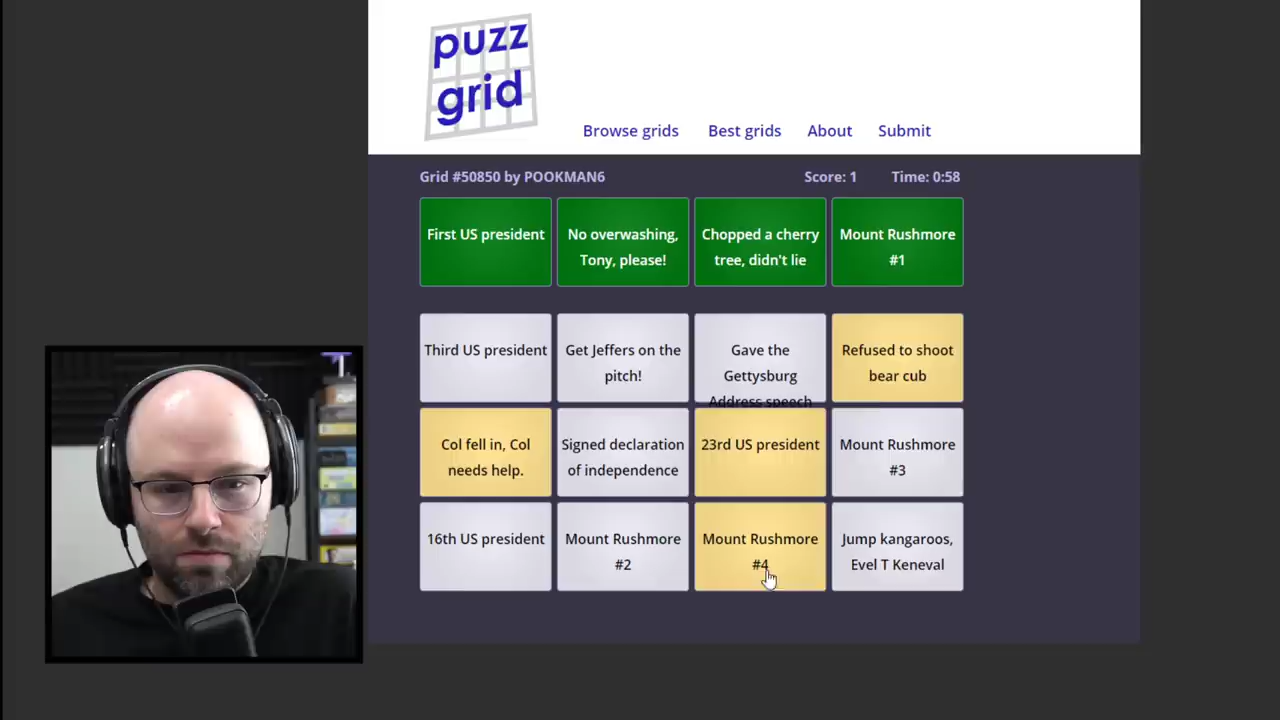 puzz
grid
Browse grids
Best grids
About
Submit
Grid #50850 by POOKMAN6
Score: 1
Time: 0:58
First US president
No overwashing,
Tony, please!
Chopped a cherry
tree, didn't lie
Mount Rushmore
#1
Third US president
Get Jeffers on the
pitch!
Gave the
Gettysburg
Address speech
Refused to shoot
bear cub
Col fell in, Col
needs help.
Signed declaration
of independence
23rd US president
Mount Rushmore
#3
16th US president
Mount Rushmore
#2
Mount Rushmore
#4
Jump kangaroos,
Evel T Keneval